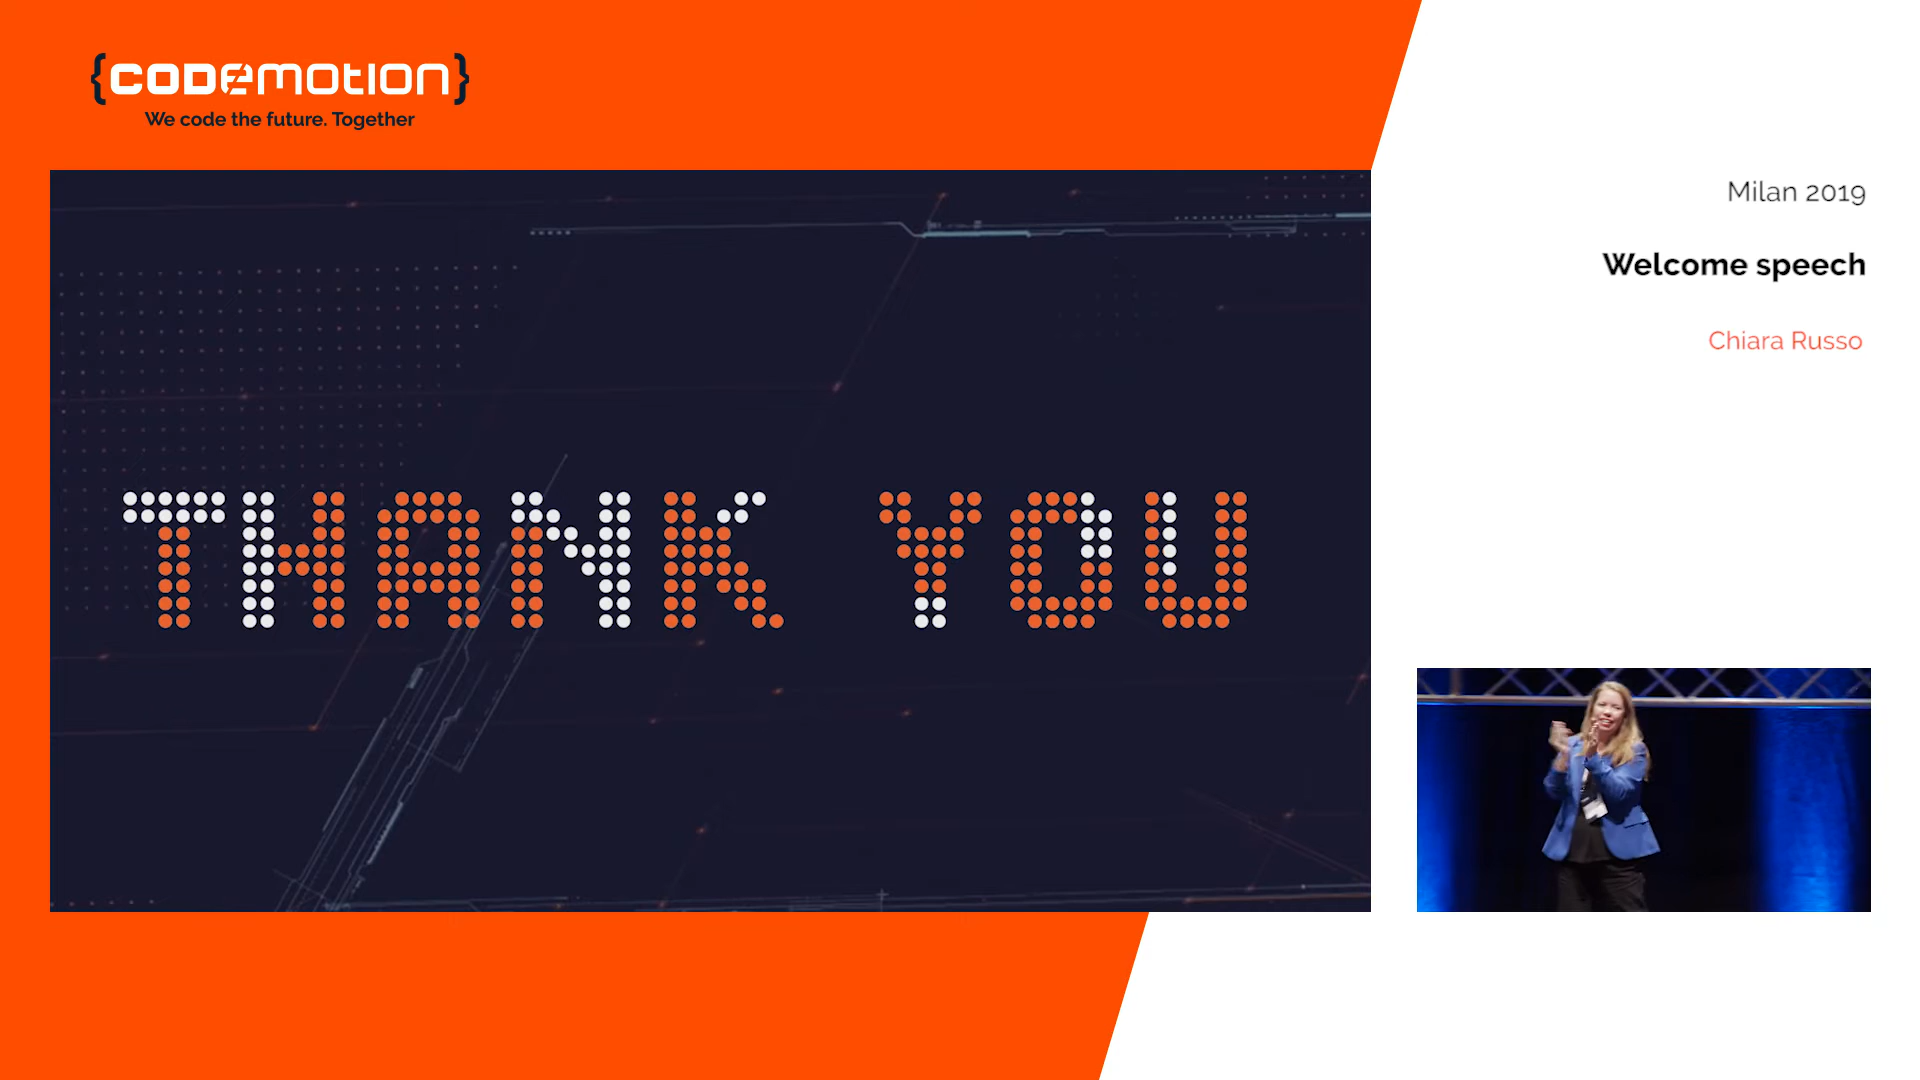 {codemotion}
We code the future. Together
Milan 2019
Welcome speech
Chiara Russo
THANK YOU